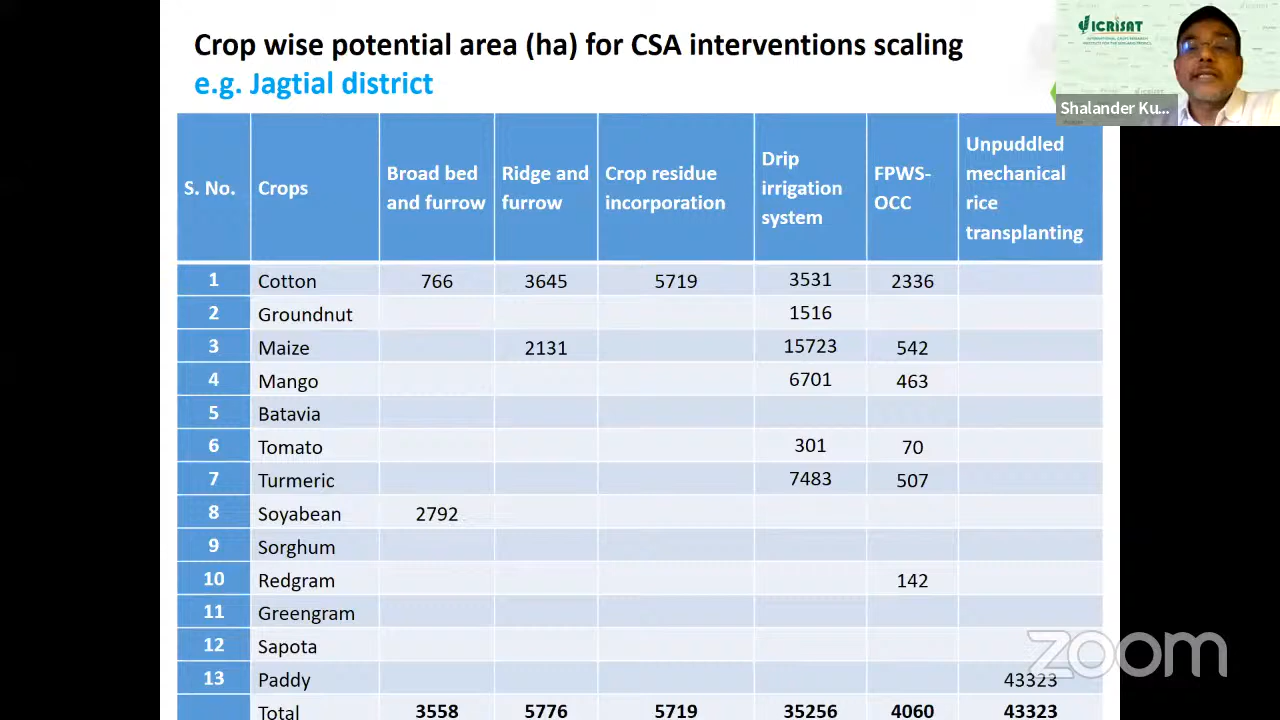 Crop wise potential area (ha) for CSA interventions scaling
e.g. Jagtial district
ICRISAT
Shalander Ku...
S. No. Crops Broad bed and furrow Ridge and furrow Crop residue incorporation Drip irrigation system FPWS-OCC Unpuddled mechanical rice transplanting
1 Cotton 766 3645 5719 3531 2336
2 Groundnut 1516
3 Maize 2131 15723 542
4 Mango 6701 463
5 Batavia
6 Tomato 301 70
7 Turmeric 7483 507
8 Soyabean 2792
9 Sorghum
10 Redgram 142
11 Greengram
12 Sapota
13 Paddy 43323
Total 3558 5776 5719 35256 4060 43323
zoom